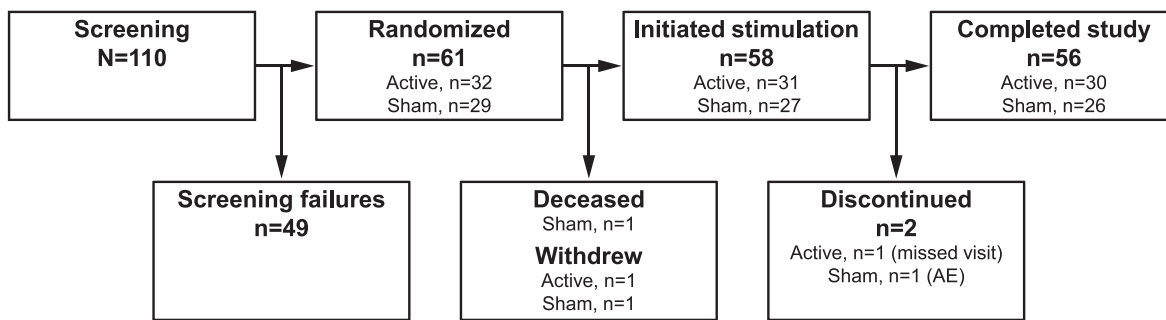 Screening
N=110
Randomized
n=61
Active, n=32
Sham, n=29
Initiated stimulation
n=58
Active, n=31
Sham, n=27
Completed study
n=56
Active, n=30
Sham, n=26
Screening failures
n=49
Deceased
Sham, n=1
Withdrew
Active, n=1
Sham, n=1
Discontinued
n=2
Active, n=1 (missed visit)
Sham, n=1 (AE)